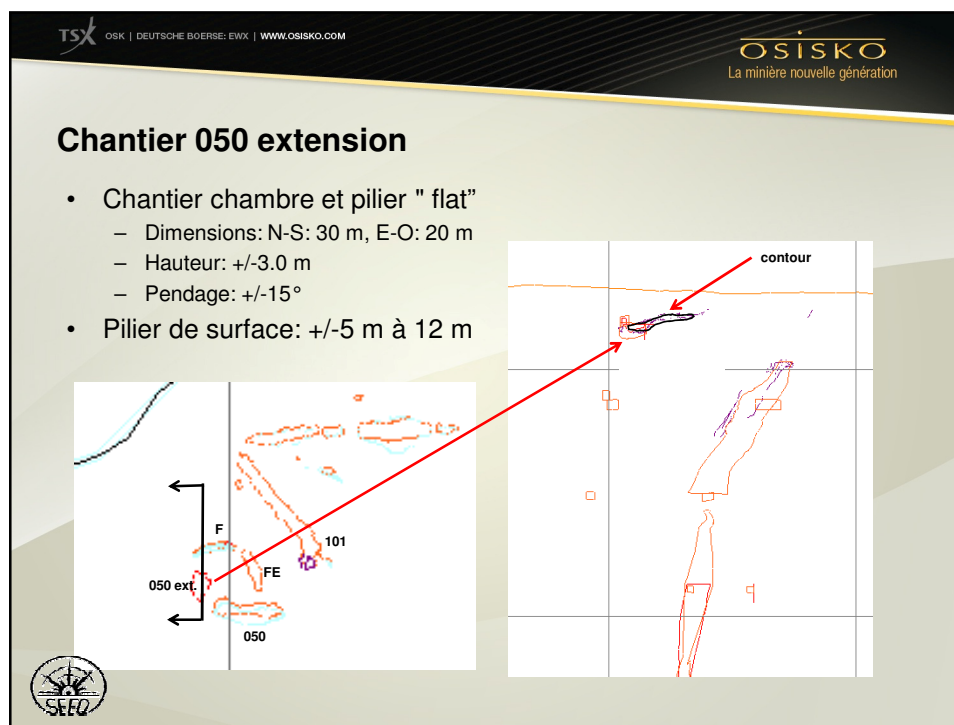 TSX OSK | DEUTSCHE BOERSE: EWX | WWW.OSISKO.COM
OSISKO
La minière nouvelle génération
Chantier 050 extension
• Chantier chambre et pilier " flat”
– Dimensions: N-S: 30 m, E-O: 20 m
– Hauteur: +/-3.0 m
– Pendage: +/-15°
• Pilier de surface: +/-5 m à 12 m
contour
F
101
FE
050 ext.
050
SEEQ